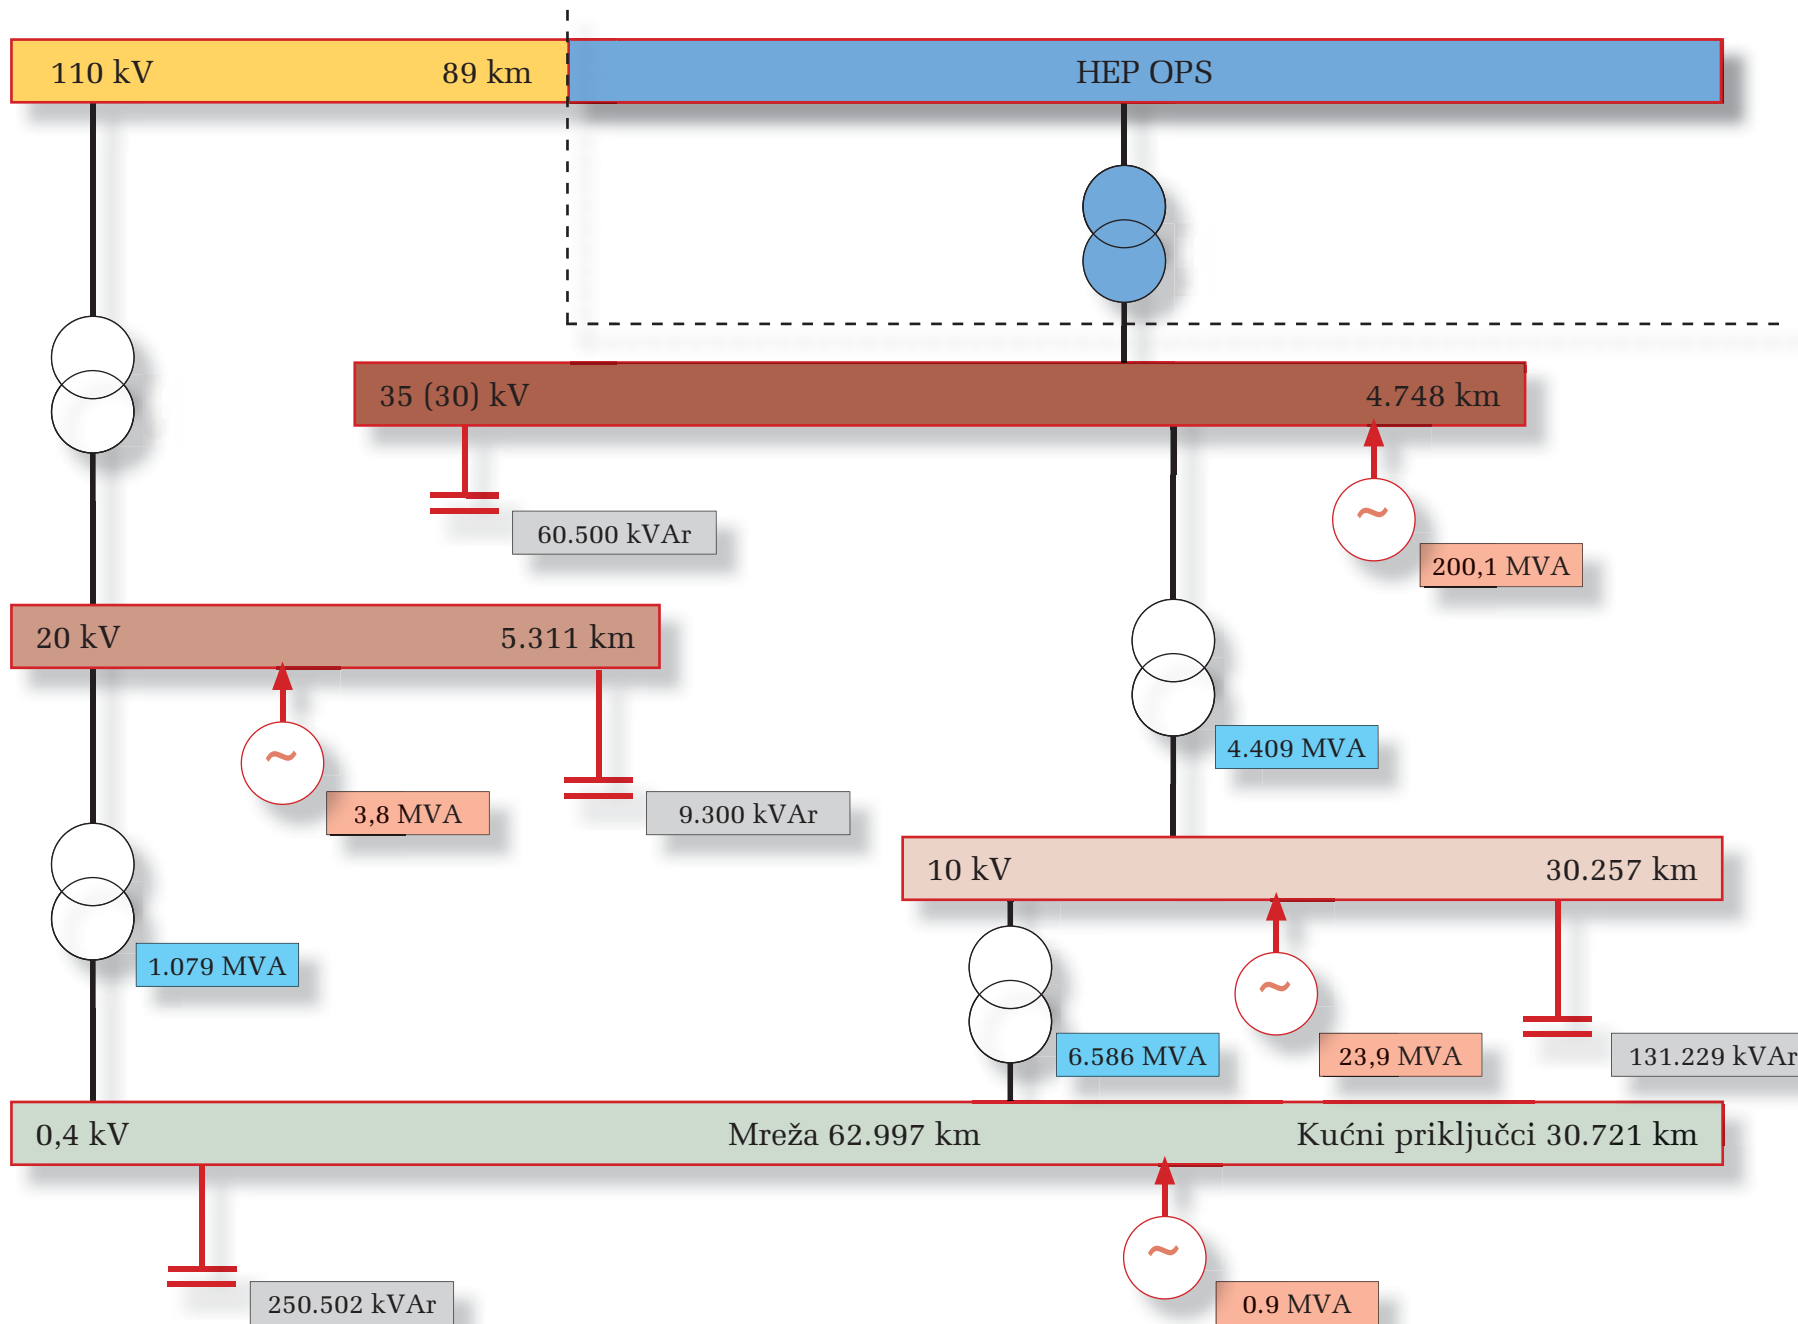 110 kV 89 km HEP OPS
35 (30) kV 4.748 km
60.500 kVAr
~
200,1 MVA
20 kV 5.311 km
~
4.409 MVA
3,8 MVA 9.300 kVAr
10 kV 30.257 km
1.079 MVA
~
6.586 MVA 23,9 MVA 131.229 kVAr
0,4 kV Mreža 62.997 km Kućni priključci 30.721 km
~
250.502 kVAr 0.9 MVA